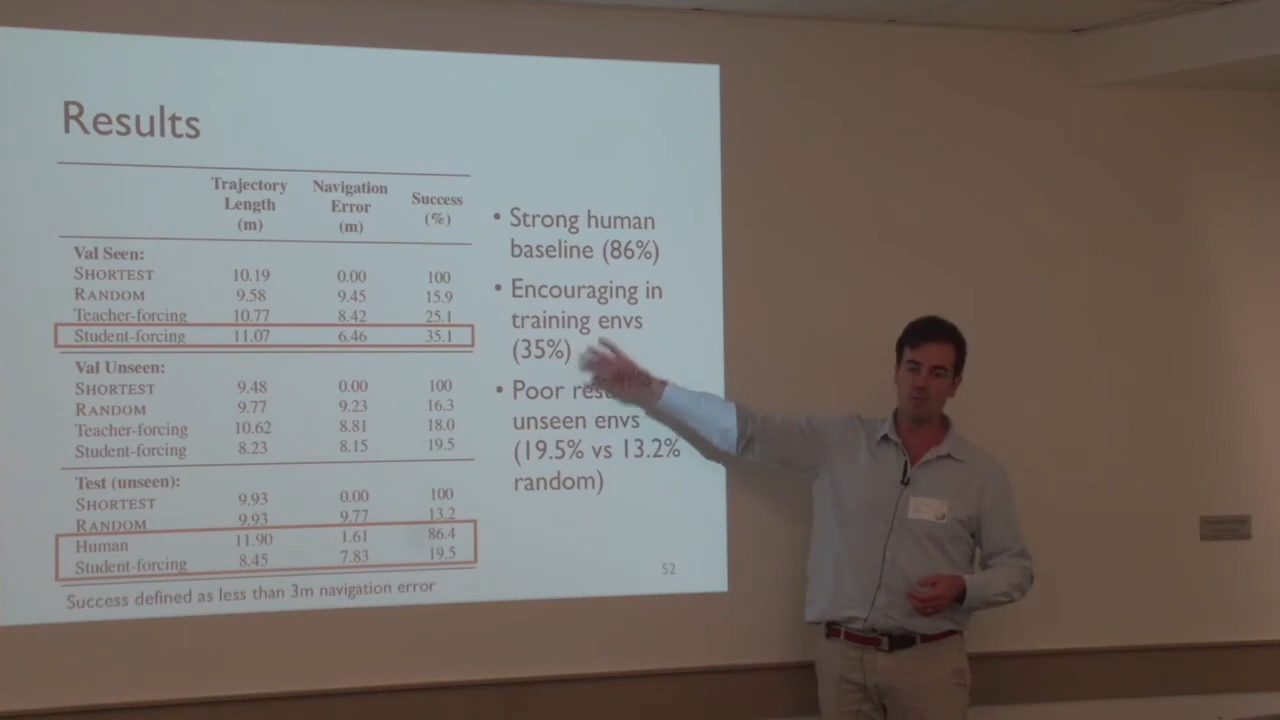 Results
Trajectory Length (m) Navigation Error (m) Success (%)
Val Seen:
SHORTEST 10.19 0.00 100
RANDOM 9.58 9.45 15.9
Teacher-forcing 10.77 8.42 25.1
Student-forcing 11.07 6.46 35.1
Val Unseen:
SHORTEST 9.48 0.00 100
RANDOM 9.77 9.23 16.3
Teacher-forcing 10.62 8.81 18.0
Student-forcing 8.23 8.15 19.5
Test (unseen):
SHORTEST 9.93 0.00 100
RANDOM 9.93 9.77 13.2
Human 11.90 1.61 86.4
Student-forcing 8.45 7.83 19.5
Success defined as less than 3m navigation error
• Strong human
baseline (86%)
• Encouraging in
training envs
(35%)
• Poor
unseen envs
(19.5% vs 13.2%
random)
52